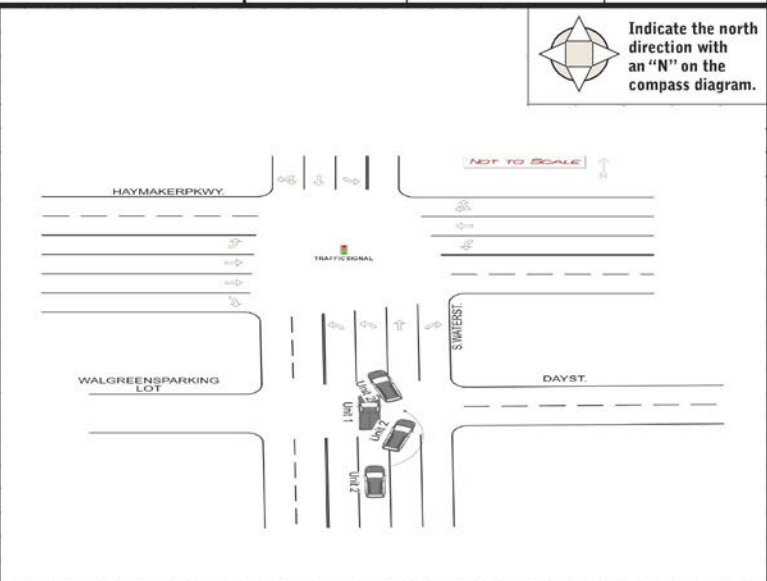 Indicate the north
direction with
an “N” on the
compass diagram.
NOT TO SCALE
HAYMAKERPKWY.
TRAFFIC SIGNAL
S.WATERST.
WALGREENSPARKING
LOT
DAYST.
Unit 2
Unit 1
Unit 2
Unit 2